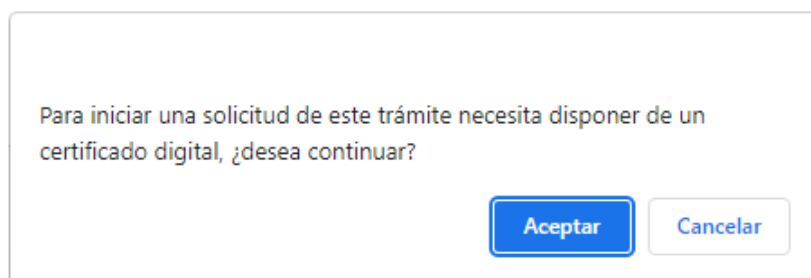 Para iniciar una solicitud de este trámite necesita disponer de un
certificado digital, ¿desea continuar?
Aceptar
Cancelar